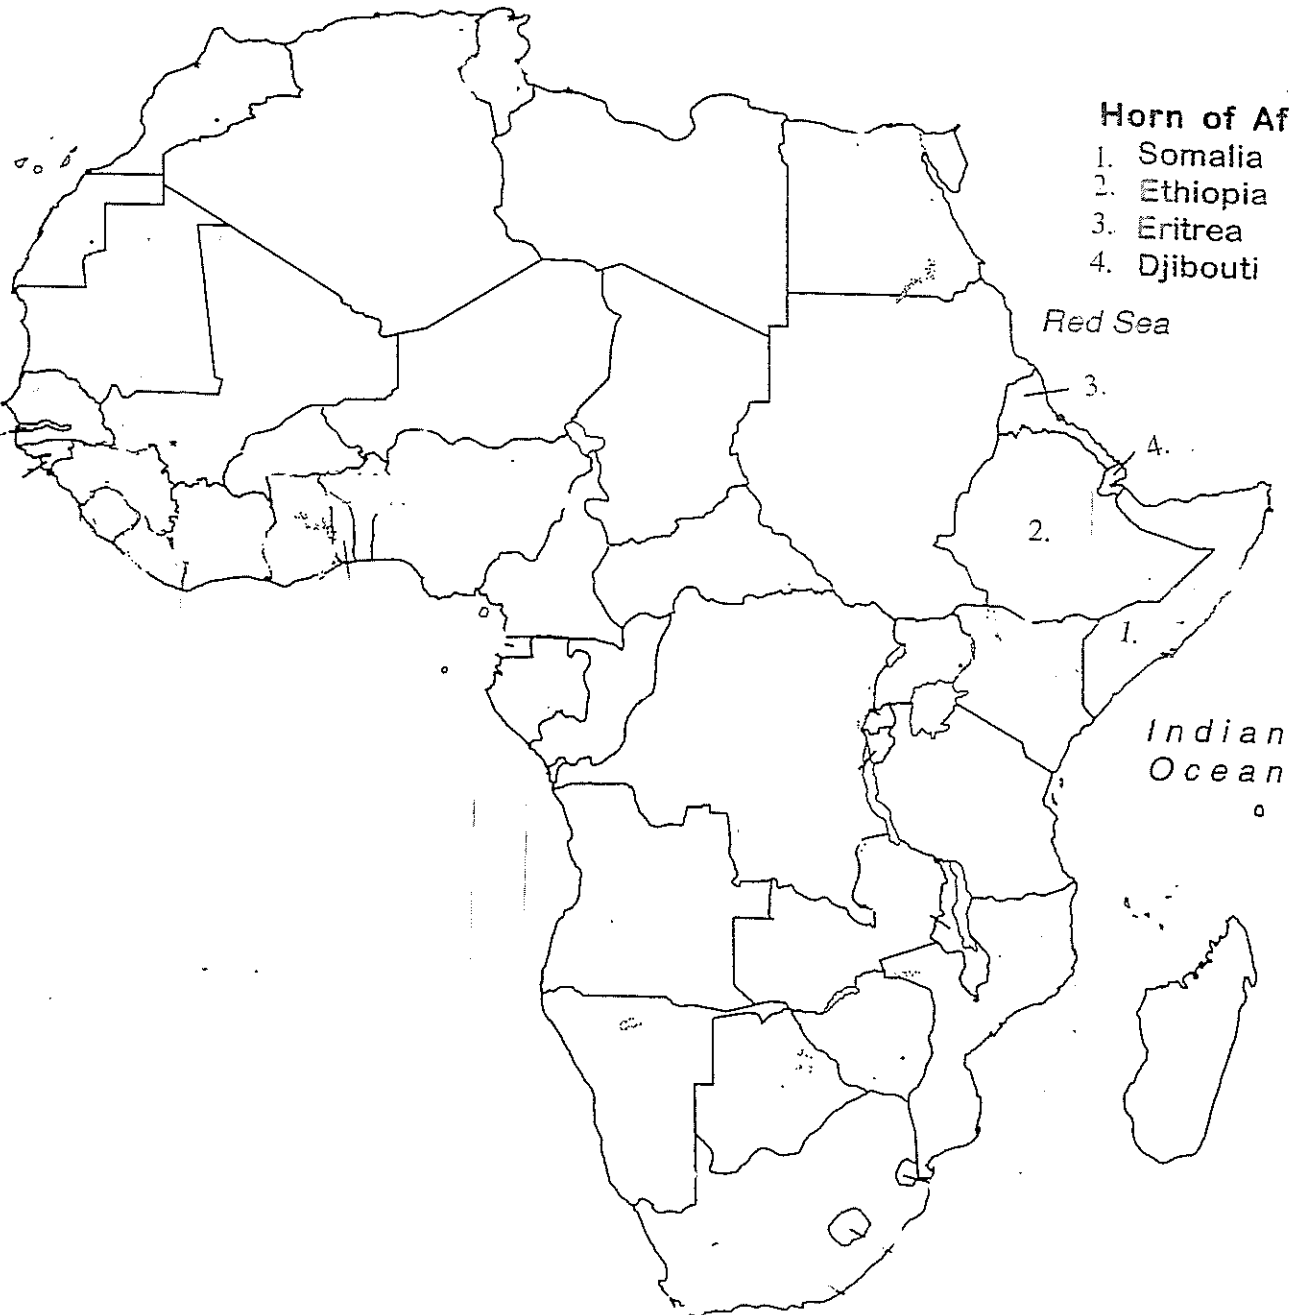 Horn of Af
1. Somalia
2. Ethiopia
3. Eritrea
4. Djibouti
Red Sea
3.
4.
2.
1.
Indian
Ocean